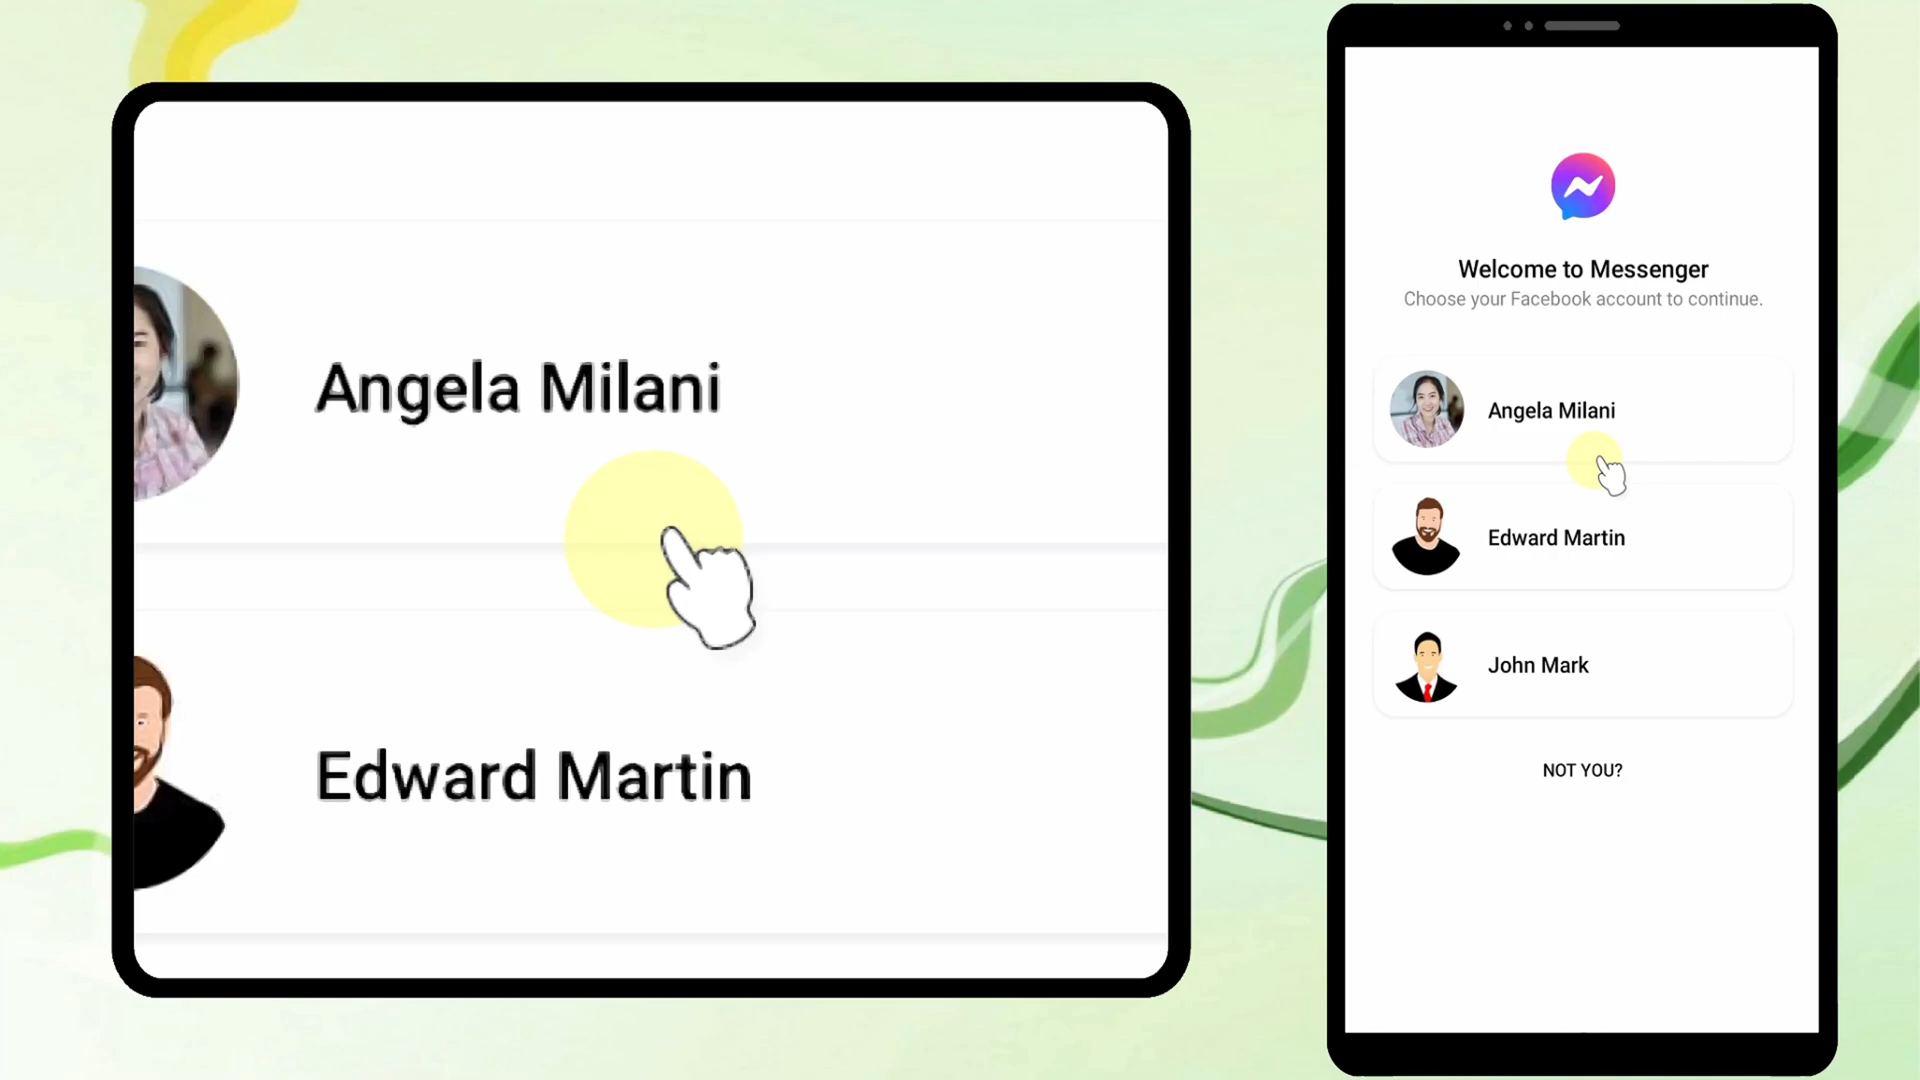 Angela Milani
Edward Martin
Welcome to Messenger
Choose your Facebook account to continue.
Angela Milani
Edward Martin
John Mark
NOT YOU?